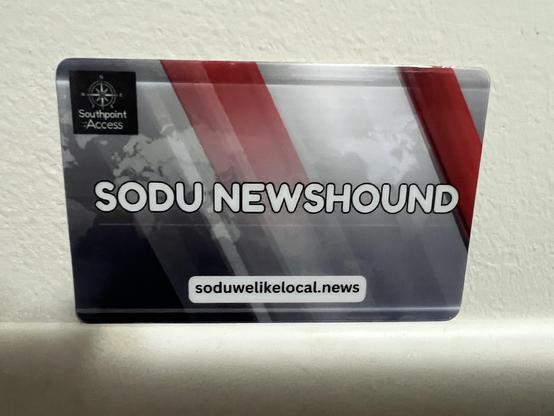 N
W E
S
Southpoint
Access
SODU NEWSHOUND
soduwelikelocal.news